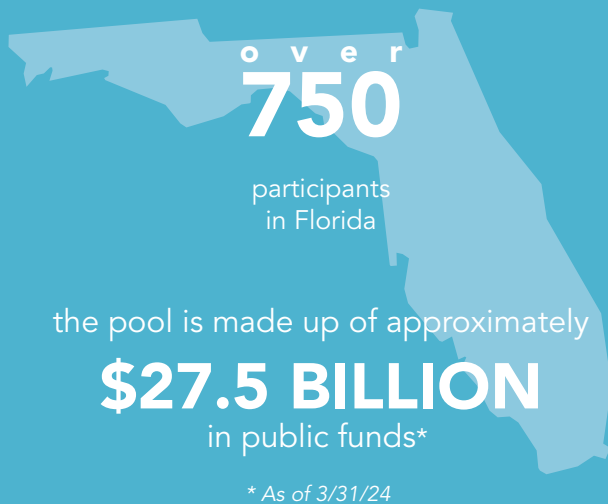 over
750
participants
in Florida
the pool is made up of approximately
$27.5 BILLION
in public funds*
* As of 3/31/24